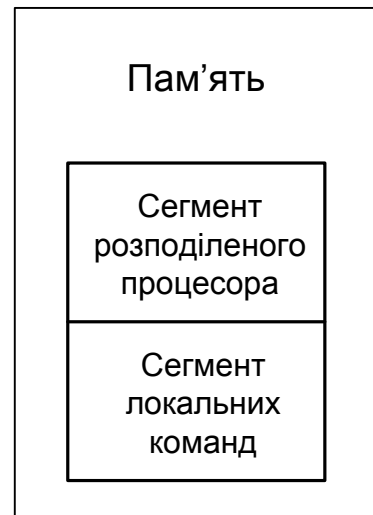 Пам’ять
Сегмент
розподіленого
процесора
Сегмент
локальних
команд